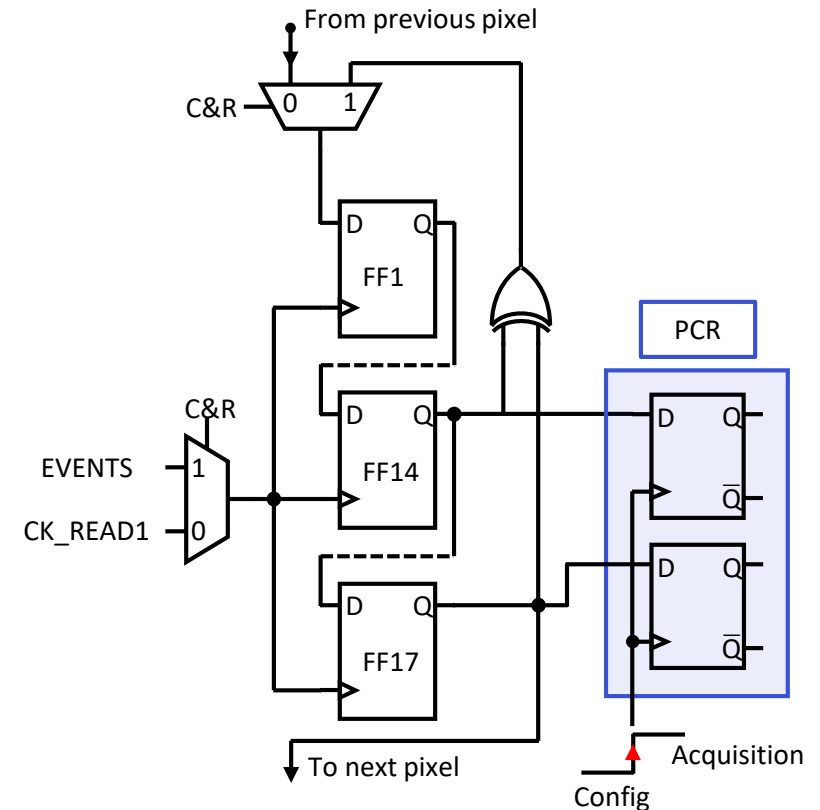 From previous pixel
C&R
0 1
D Q
FF1
PCR
C&R
D Q
FF14
D Q
Q̅
EVENTS
1
CK_READ1
0
D Q
Q̅
D Q
FF17
To next pixel
Acquisition
Config